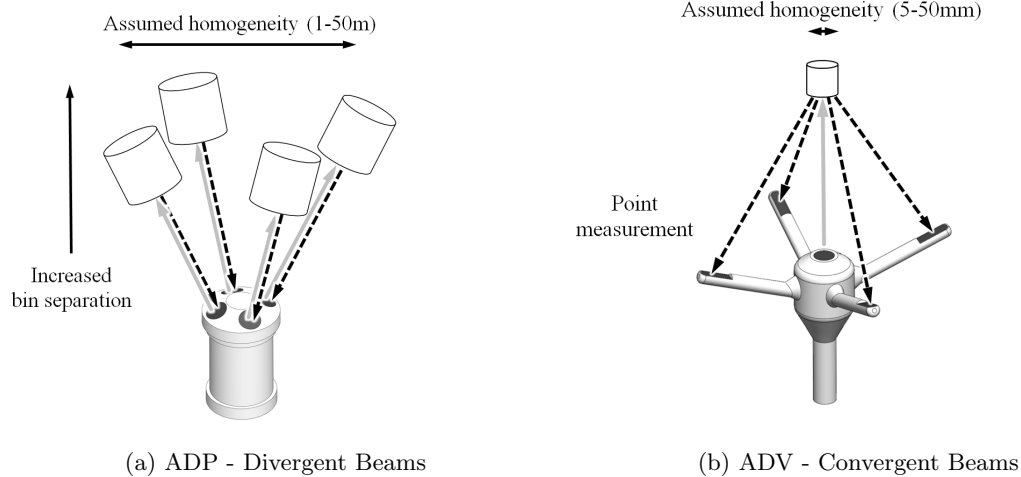 Assumed homogeneity (1-50m)
Increased
bin separation
(a) ADP - Divergent Beams
Assumed homogeneity (5-50mm)
Point
measurement
(b) ADV - Convergent Beams